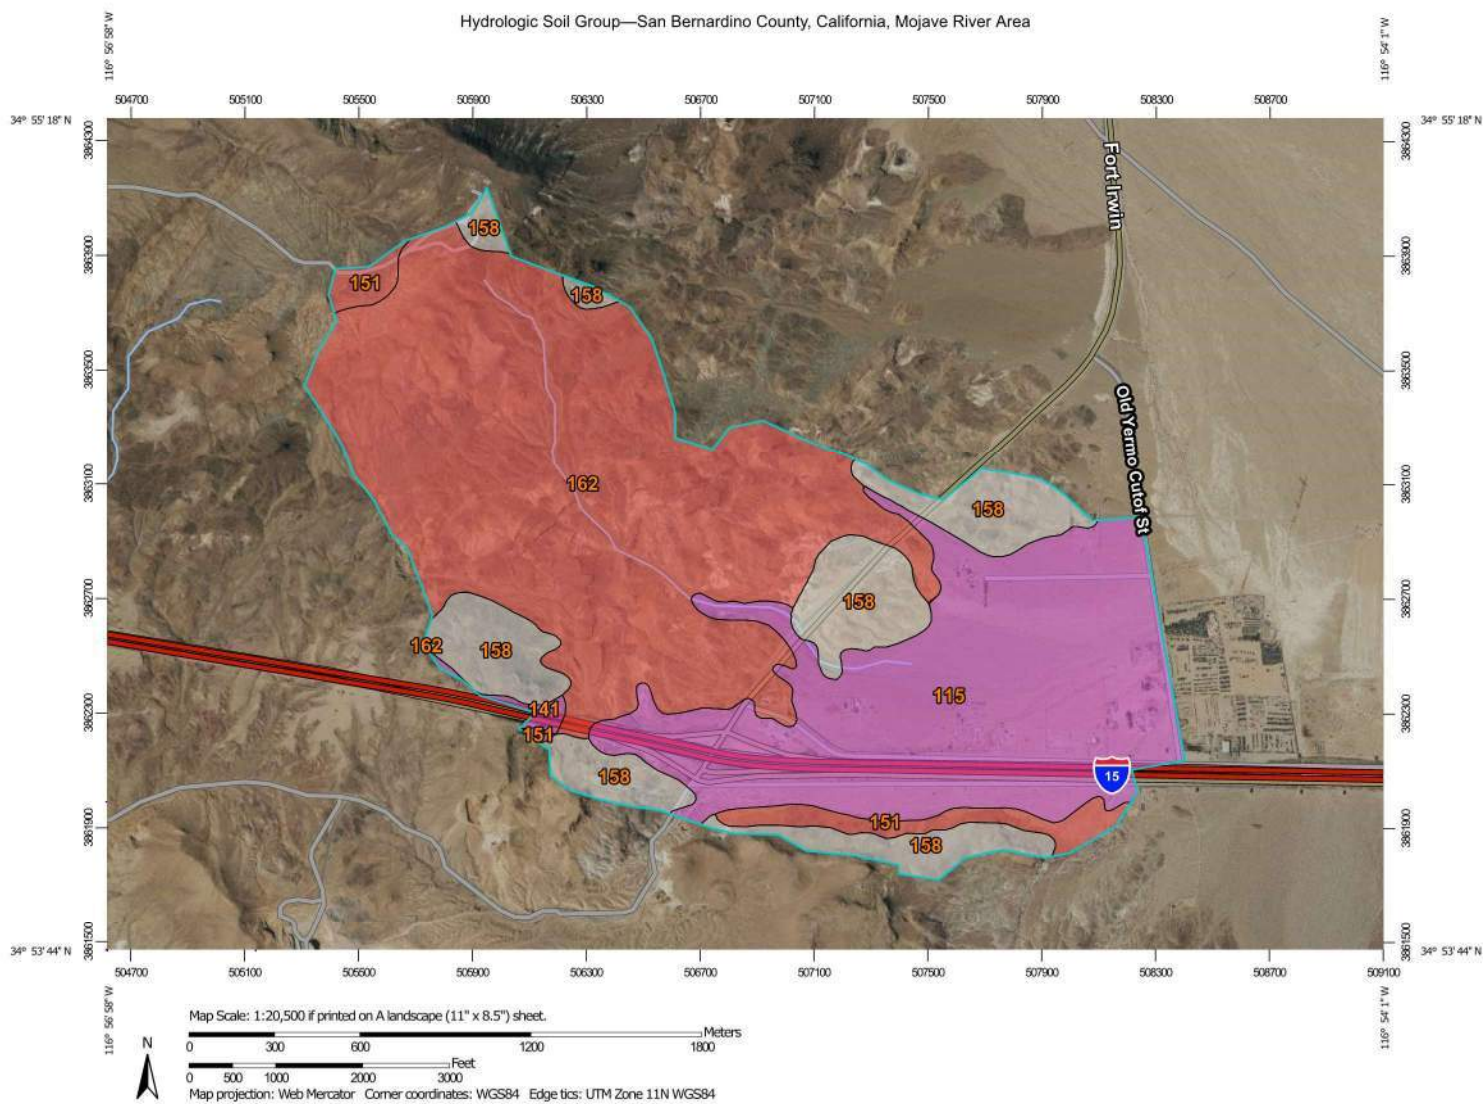 Hydrologic Soil Group—San Bernardino County, California, Mojave River Area
116° 56' 58" W
116° 54' 1" W
504700 505100 505500 505900 506300 506700 507100 507500 507900 508300 508700
34° 55' 18" N
34° 55' 18" N
3864300
3864300
Fort Irwin
158
3863900
3863900
151
158
3863500
3863500
Old Yermo Cutof St
162
3863100
3863100
158
158
3862700
3862700
162
158
115
3862300
3862300
141
151
158
15
151
3861900
3861900
158
3861500
3861500
34° 53' 44" N
34° 53' 44" N
504700 505100 505500 505900 506300 506700 507100 507500 507900 508300 508700 509100
116° 56' 58" W
116° 54' 1" W
Map Scale: 1:20,500 if printed on A landscape (11" x 8.5") sheet.
Meters
0 300 600 1200 1800
N
Feet
0 500 1000 2000 3000
Map projection: Web Mercator Corner coordinates: WGS84 Edge tics: UTM Zone 11N WGS84